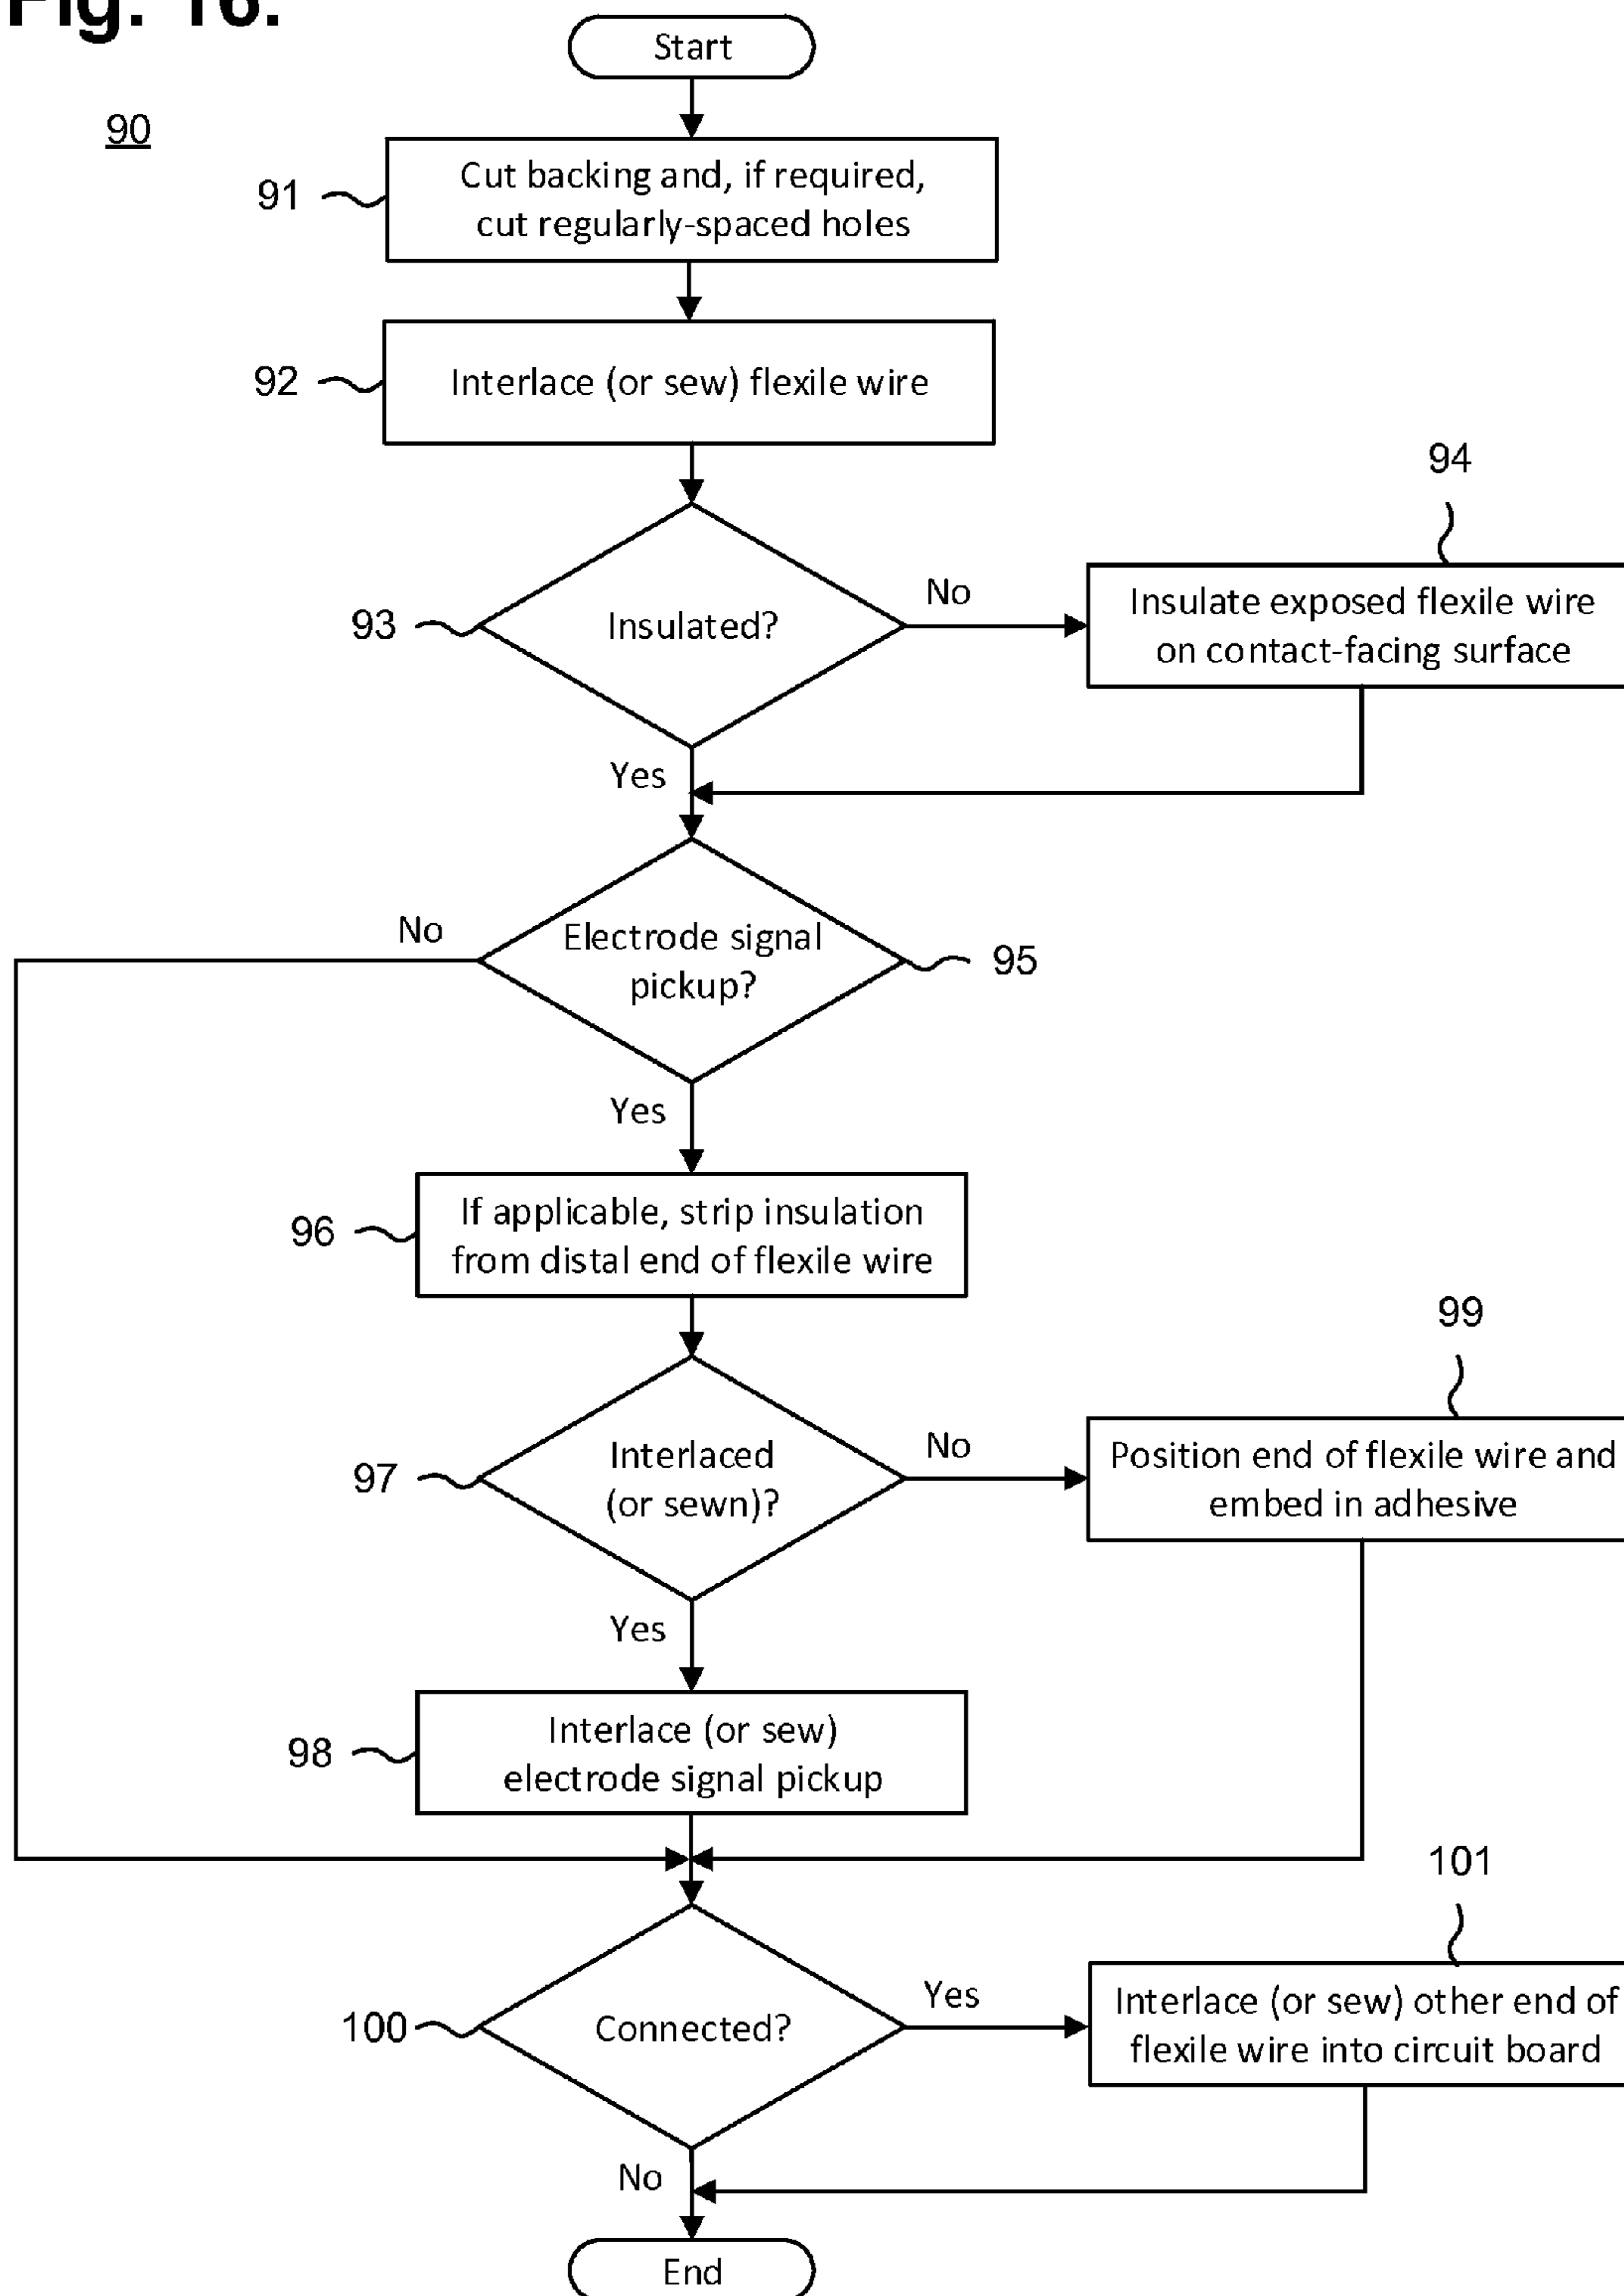 Fig. 16.
Start
90
91
Cut backing and, if required,
cut regularly-spaced holes
92
Interlace (or sew) flexile wire
94
93
Insulated?
No
Insulate exposed flexile wire
on contact-facing surface
Yes
No
Electrode signal
pickup?
95
Yes
96
If applicable, strip insulation
from distal end of flexile wire
99
97
Interlaced
(or sewn)?
No
Position end of flexile wire and
embed in adhesive
Yes
98
Interlace (or sew)
electrode signal pickup
101
100
Connected?
Yes
Interlace (or sew) other end of
flexile wire into circuit board
No
End